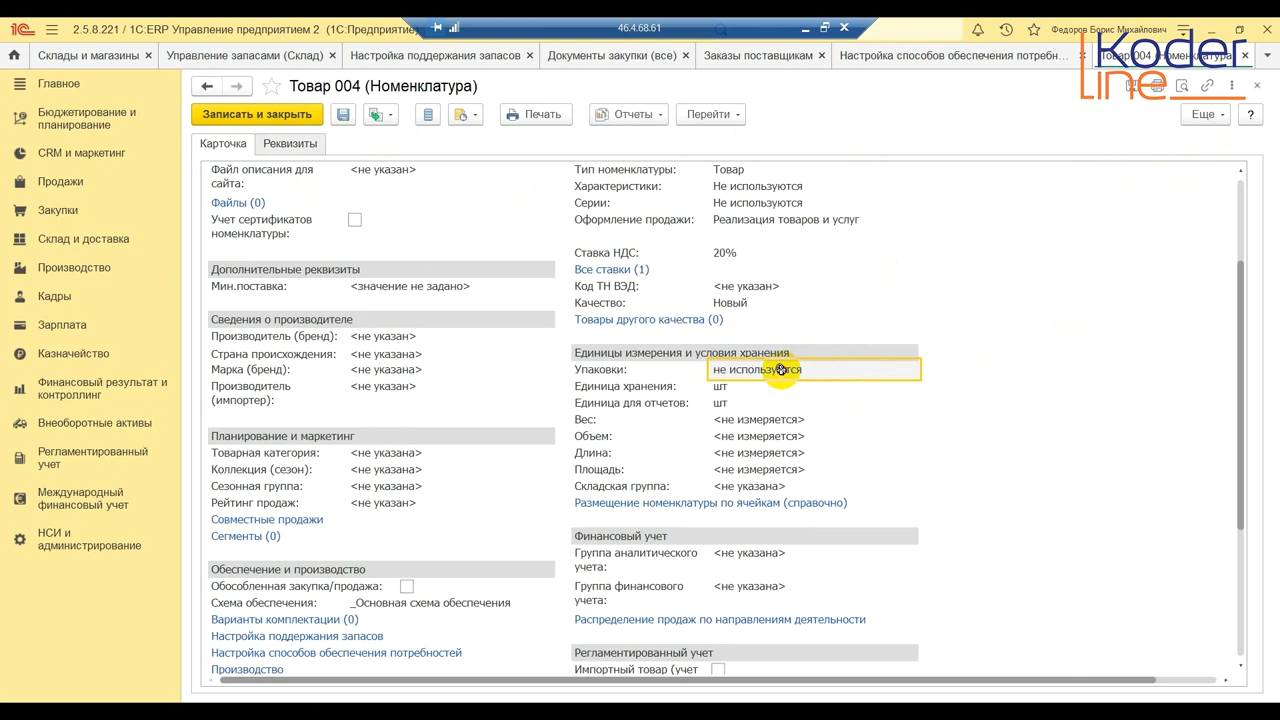 2.5.8.221 / 1С:ERP Управление предприятием 2 (1С:Предприятие
46.4.68.61
Федоров Борис Михайлович
Склады и магазины
Управление запасами (Склад)
Настройка поддержания запасов
Документы закупки (все)
Заказы поставщикам
Настройка способов обеспечения потребн...
Товар 004 (Номенклатура)
Koder
line
Главное
Бюджетирование и
планирование
CRM и маркетинг
Продажи
Закупки
Склад и доставка
Производство
Кадры
Зарплата
Казначейство
Финансовый результат и
контроллинг
Внеоборотные активы
Регламентированный
учет
Международный
финансовый учет
НСИ и
администрирование
Товар 004 (Номенклатура)
Записать и закрыть
Печать
Отчеты
Перейти
Еще
?
Карточка
Реквизиты
Файл описания для
сайта:
<не указан>
Файлы (0)
Учет сертификатов
номенклатуры:
Дополнительные реквизиты
Мин.поставка: <значение не задано>
Сведения о производителе
Производитель (бренд): <не указан>
Страна происхождения: <не указана>
Марка (бренд): <не указана>
Производитель
(импортер):
<не указан>
Планирование и маркетинг
Товарная категория: <не указана>
Коллекция (сезон): <не указана>
Сезонная группа: <не указана>
Рейтинг продаж: <не указан>
Совместные продажи
Сегменты (0)
Обеспечение и производство
Обособленная закупка/продажа:
Схема обеспечения: _Основная схема обеспечения
Варианты комплектации (0)
Настройка поддержания запасов
Настройка способов обеспечения потребностей
Производство
Тип номенклатуры: Товар
Характеристики: Не используются
Серии: Не используются
Оформление продажи: Реализация товаров и услуг
Ставка НДС: 20%
Все ставки (1)
Код ТН ВЭД: <не указан>
Качество: Новый
Товары другого качества (0)
Единицы измерения и условия хранения
Упаковки: не используются
Единица хранения: шт
Единица для отчетов: шт
Вес: <не измеряется>
Объем: <не измеряется>
Длина: <не измеряется>
Площадь: <не измеряется>
Складская группа: <не указана>
Размещение номенклатуры по ячейкам (справочно)
Финансовый учет
Группа аналитического
учета:
<не указана>
Группа финансового
учета:
<не указана>
Распределение продаж по направлениям деятельности
Регламентированный учет
Импортный товар (учет